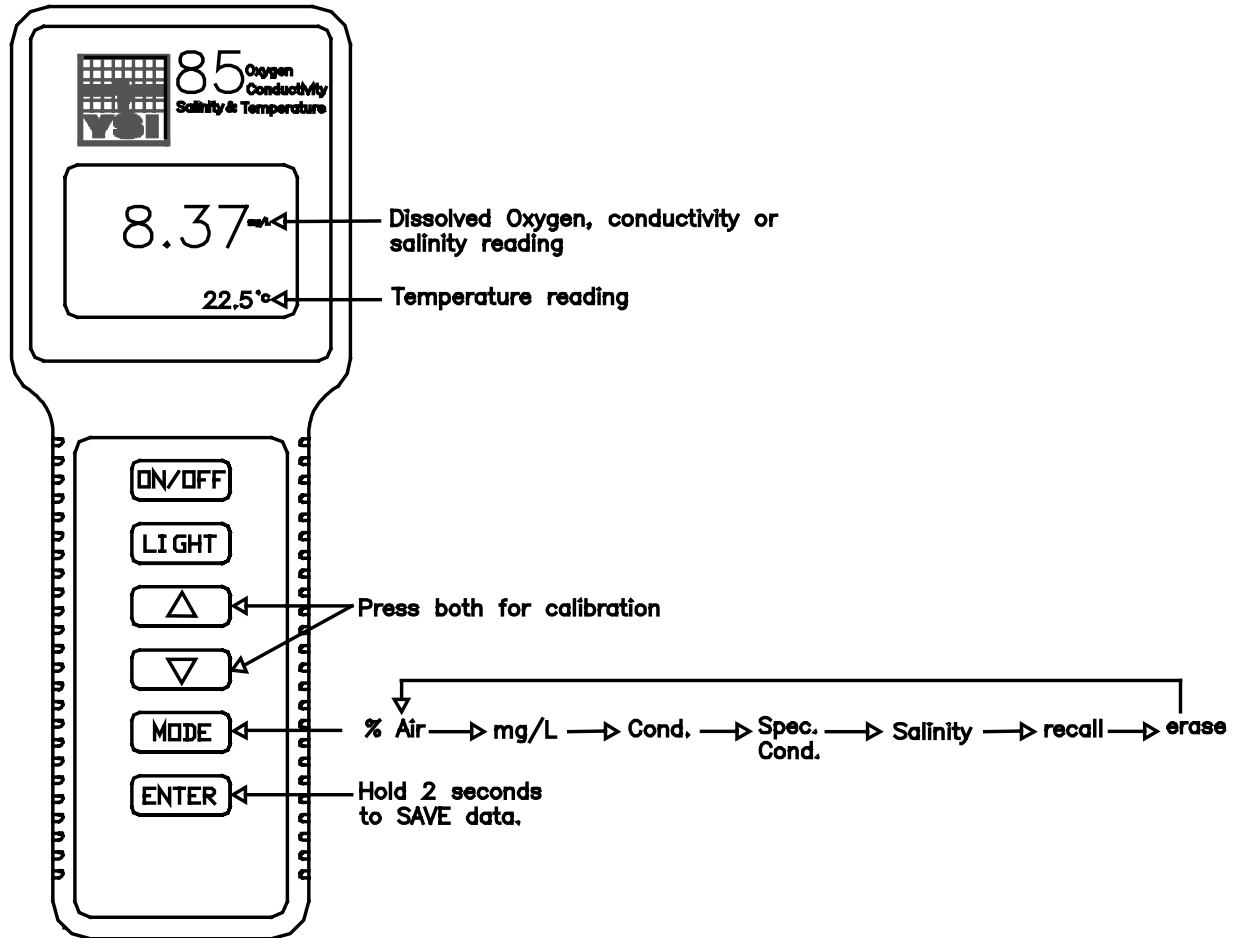 YSI
85 Oxygen
Conductivity
Salinity & Temperature
8.37 mg/L
22.5°C
Dissolved Oxygen, conductivity or
salinity reading
Temperature reading
ON/OFF
LIGHT
Press both for calibration
MODE
% Air mg/L Cond. Spec. Cond. Salinity recall erase
ENTER
Hold 2 seconds
to SAVE data.